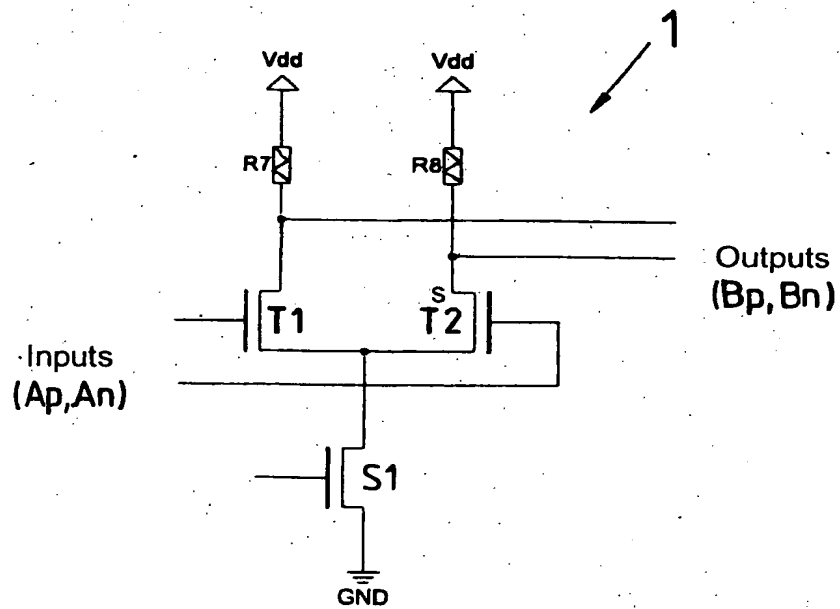 1
Vdd
Vdd
R7
R8
Outputs
(Bp, Bn)
S
T1
T2
Inputs
(Ap,An)
S1
GND